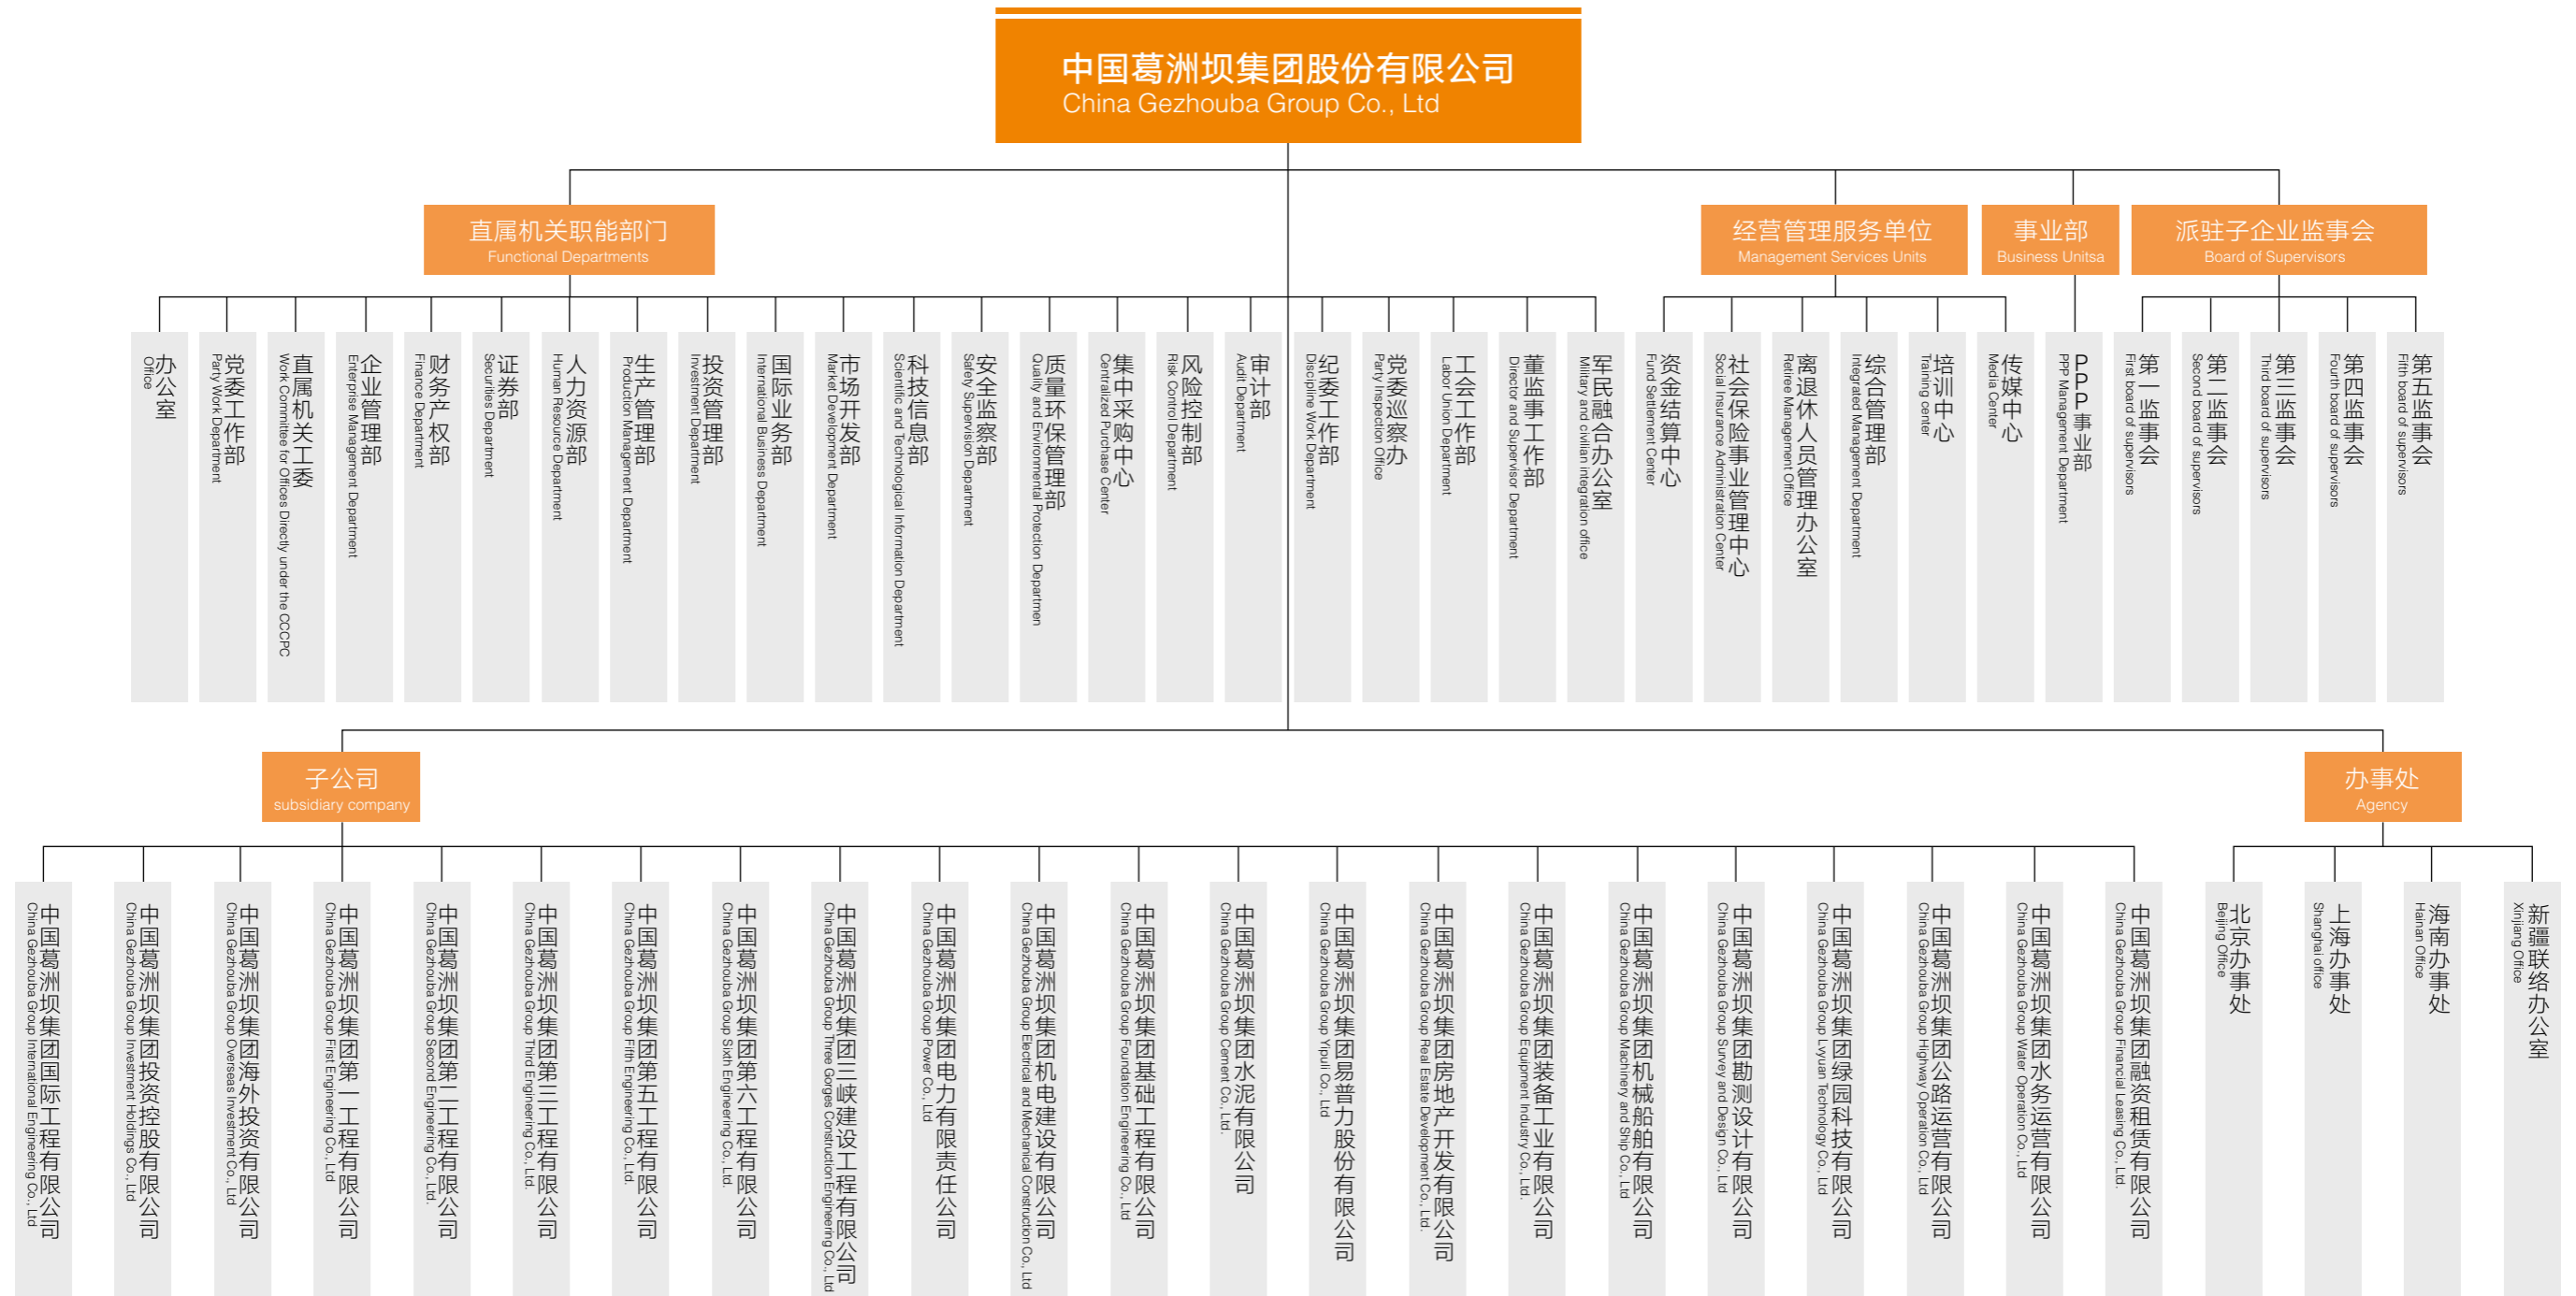 中国葛洲坝集团股份有限公司
China Gezhouba Group Co., Ltd
直属机关职能部门
Functional Departments
经营管理服务单位
Management Services Units
事业部
Business Unitsa
派驻子企业监事会
Board of Supervisors
办公室
Office
党委工作部
Party Work Department
直属机关工委
Work Committee for Offices Directly under the CCCPC
企业管理部
Enterprise Management Department
财务产权部
Finance Department
证券部
Securities Department
人力资源部
Human Resource Department
生产管理部
Production Management Department
投资管理部
Investment Department
国际业务部
International Business Department
市场开发部
Market Development Department
科技信息部
Scientific and Technological Information Department
安全监察部
Safety Supervision Department
质量环保管理部
Quality and Environmental Protection Departmen
集中采购中心
Centralized Purchase Center
风险控制部
Risk Control Department
审计部
Audit Department
纪委工作部
Discipline Work Department
党委巡察办
Party Inspection Office
工会工作部
Labor Union Department
董监事工作部
Director and Supervisor Department
军民融合办公室
Military and civilian integration office
资金结算中心
Fund Settlement Center
社会保险事业管理中心
Social Insurance Administration Center
离退休人员管理办公室
Retiree Management Office
综合管理部
Integrated Management Department
培训中心
Training center
传媒中心
Media Center
PPP事业部
PPP Management Department
第一监事会
First board of supervisors
第二监事会
Second board of supervisors
第三监事会
Third board of supervisors
第四监事会
Fourth board of supervisors
第五监事会
Fifth board of supervisors
子公司
subsidiary company
办事处
Agency
中国葛洲坝集团国际工程有限公司
China Gezhouba Group International Engineering Co., Ltd
中国葛洲坝集团投资控股有限公司
China Gezhouba Group Investment Holdings Co., Ltd
中国葛洲坝集团海外投资有限公司
China Gezhouba Group Overseas Investment Co., Ltd
中国葛洲坝集团第一工程有限公司
China Gezhouba Group First Engineering Co., Ltd
中国葛洲坝集团第二工程有限公司
China Gezhouba Group Second Engineering Co., Ltd.
中国葛洲坝集团第三工程有限公司
China Gezhouba Group Third Engineering Co., Ltd.
中国葛洲坝集团第五工程有限公司
China Gezhouba Group Fifth Engineering Co., Ltd.
中国葛洲坝集团第六工程有限公司
China Gezhouba Group Sixth Engineering Co., Ltd.
中国葛洲坝集团三峡建设工程有限公司
China Gezhouba Group Three Gorges Construction Engineering Co., Ltd
中国葛洲坝集团电力有限责任公司
China Gezhouba Group Power Co., Ltd
中国葛洲坝集团机电建设有限公司
China Gezhouba Group Electrical and Mechanical Construction Co., Ltd
中国葛洲坝集团基础工程有限公司
China Gezhouba Group Foundation Engineering Co., Ltd
中国葛洲坝集团水泥有限公司
China Gezhouba Group Cement Co., Ltd.
中国葛洲坝集团易普力股份有限公司
China Gezhouba Group Yipuli Co., Ltd
中国葛洲坝集团房地产开发有限公司
China Gezhouba Group Real Estate Development Co., Ltd.
中国葛洲坝集团装备工业有限公司
China Gezhouba Group Equipment Industry Co., Ltd.
中国葛洲坝集团机械船舶有限公司
China Gezhouba Group Machinery and Ship Co., Ltd
中国葛洲坝集团勘测设计有限公司
China Gezhouba Group Survey and Design Co., Ltd
中国葛洲坝集团绿园科技有限公司
China Gezhouba Group Lvyuan Technology Co., Ltd
中国葛洲坝集团公路运营有限公司
China Gezhouba Group Highway Operation Co., Ltd
中国葛洲坝集团水务运营有限公司
China Gezhouba Group Water Operation Co., Ltd
中国葛洲坝集团融资租赁有限公司
China Gezhouba Group Financial Leasing Co., Ltd.
北京办事处
Beijing Office
上海办事处
Shanghai office
海南办事处
Hainan Office
新疆联络办公室
Xinjiang Office